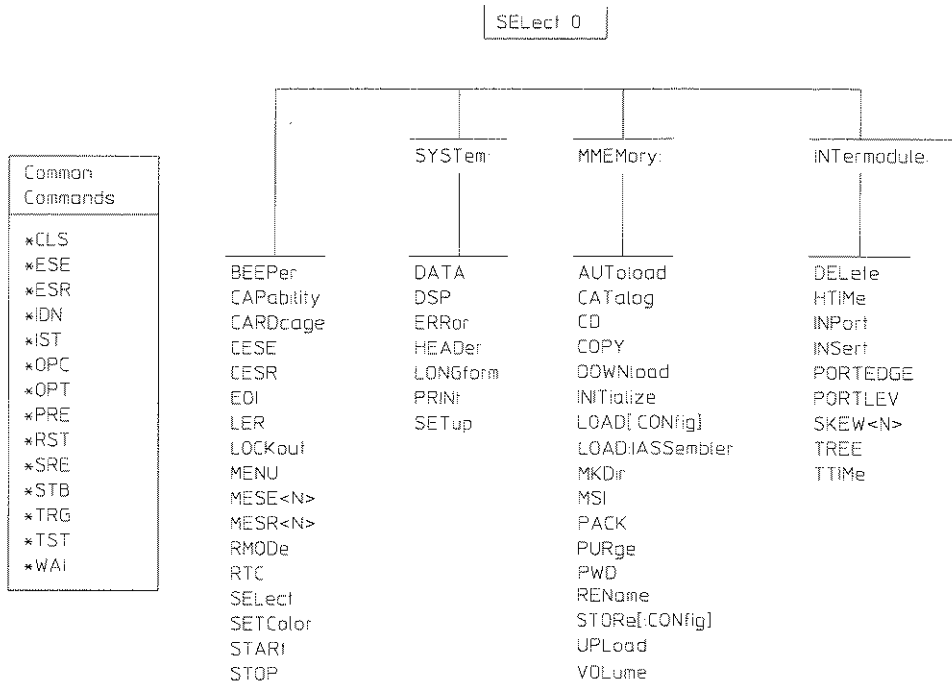 SELect 0
SYSTem:
MMEMory:
INTermodule:
Common
Commands
*CLS
*ESE
*ESR
*IDN
*IST
*OPC
*OPT
*PRE
*RST
*SRE
*STB
*TRG
*TST
*WAI
BEEPer
CAPability
CARDcage
CESE
CESR
EOI
LER
LOCKout
MENU
MESE<N>
MESR<N>
RMODe
RTC
SELect
SETColor
STARt
STOP
DATA
DSP
ERRor
HEADer
LONGform
PRINt
SETup
AUToload
CATalog
CD
COPY
DOWNload
INITialize
LOAD[:CONfig]
LOAD:IASSembler
MKDir
MSI
PACK
PURge
PWD
REName
STORe[:CONfig]
UPLoad
VOLume
DELete
HTIMe
INPort
INSert
PORTEDGE
PORTLEV
SKEW<N>
TREE
TTIMe